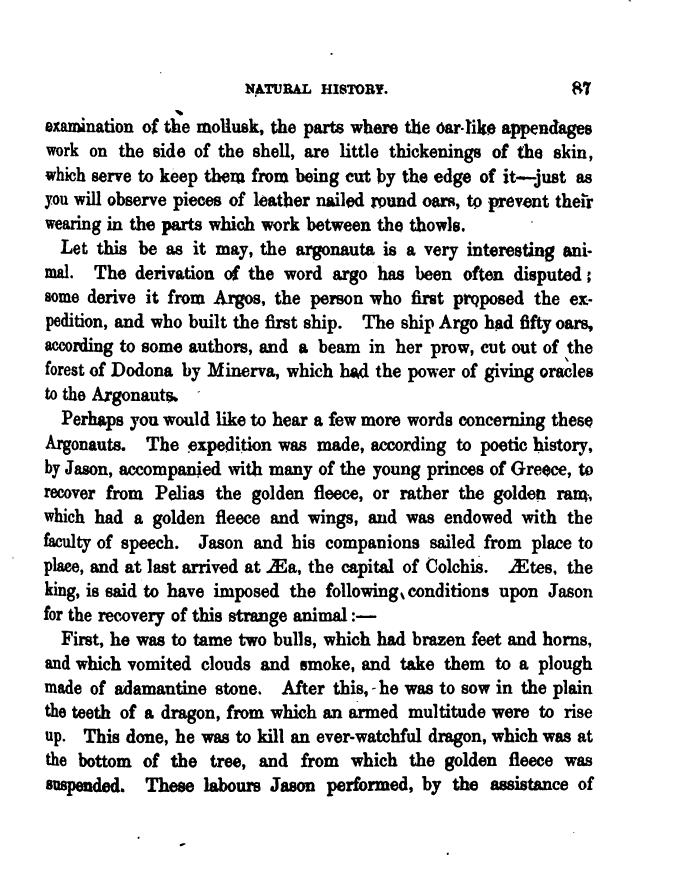 NATURAL HISTORY. 87
examination of the mollusk, the parts where the oar-like appendages
work on the side of the shell, are little thickenings of the skin,
which serve to keep them from being cut by the edge of it—just as
you will observe pieces of leather nailed round oars, to prevent their
wearing in the parts which work between the thowls.
Let this be as it may, the argonauta is a very interesting ani-
mal. The derivation of the word argo has been often disputed;
some derive it from Argos, the person who first proposed the ex-
pedition, and who built the first ship. The ship Argo had fifty oars,
according to some authors, and a beam in her prow, cut out of the
forest of Dodona by Minerva, which had the power of giving oracles
to the Argonauts.
Perhaps you would like to hear a few more words concerning these
Argonauts. The expedition was made, according to poetic history,
by Jason, accompanied with many of the young princes of Greece, to
recover from Pelias the golden fleece, or rather the golden ram,
which had a golden fleece and wings, and was endowed with the
faculty of speech. Jason and his companions sailed from place to
place, and at last arrived at Æa, the capital of Colchis. Ætes, the
king, is said to have imposed the following conditions upon Jason
for the recovery of this strange animal:—
First, he was to tame two bulls, which had brazen feet and horns,
and which vomited clouds and smoke, and take them to a plough
made of adamantine stone. After this, he was to sow in the plain
the teeth of a dragon, from which an armed multitude were to rise
up. This done, he was to kill an ever-watchful dragon, which was at
the bottom of the tree, and from which the golden fleece was
suspended. These labours Jason performed, by the assistance of